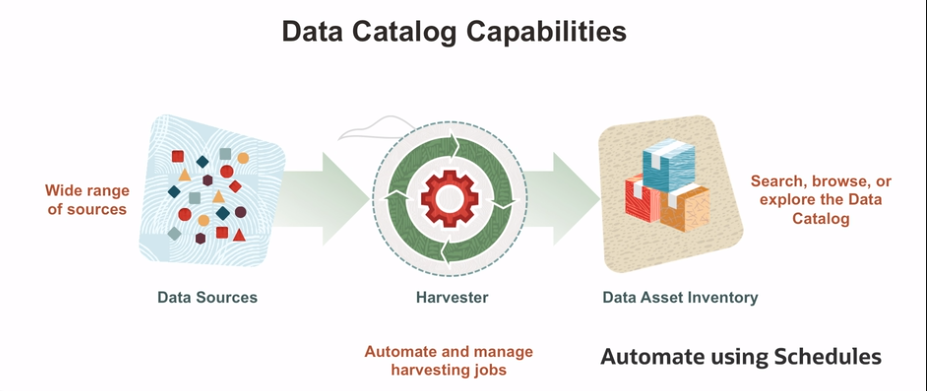 Data Catalog Capabilities
Wide range
of sources
Search, browse, or
explore the Data
Catalog
Data Sources
Harvester
Data Asset Inventory
Automate and manage
harvesting jobs
Automate using Schedules